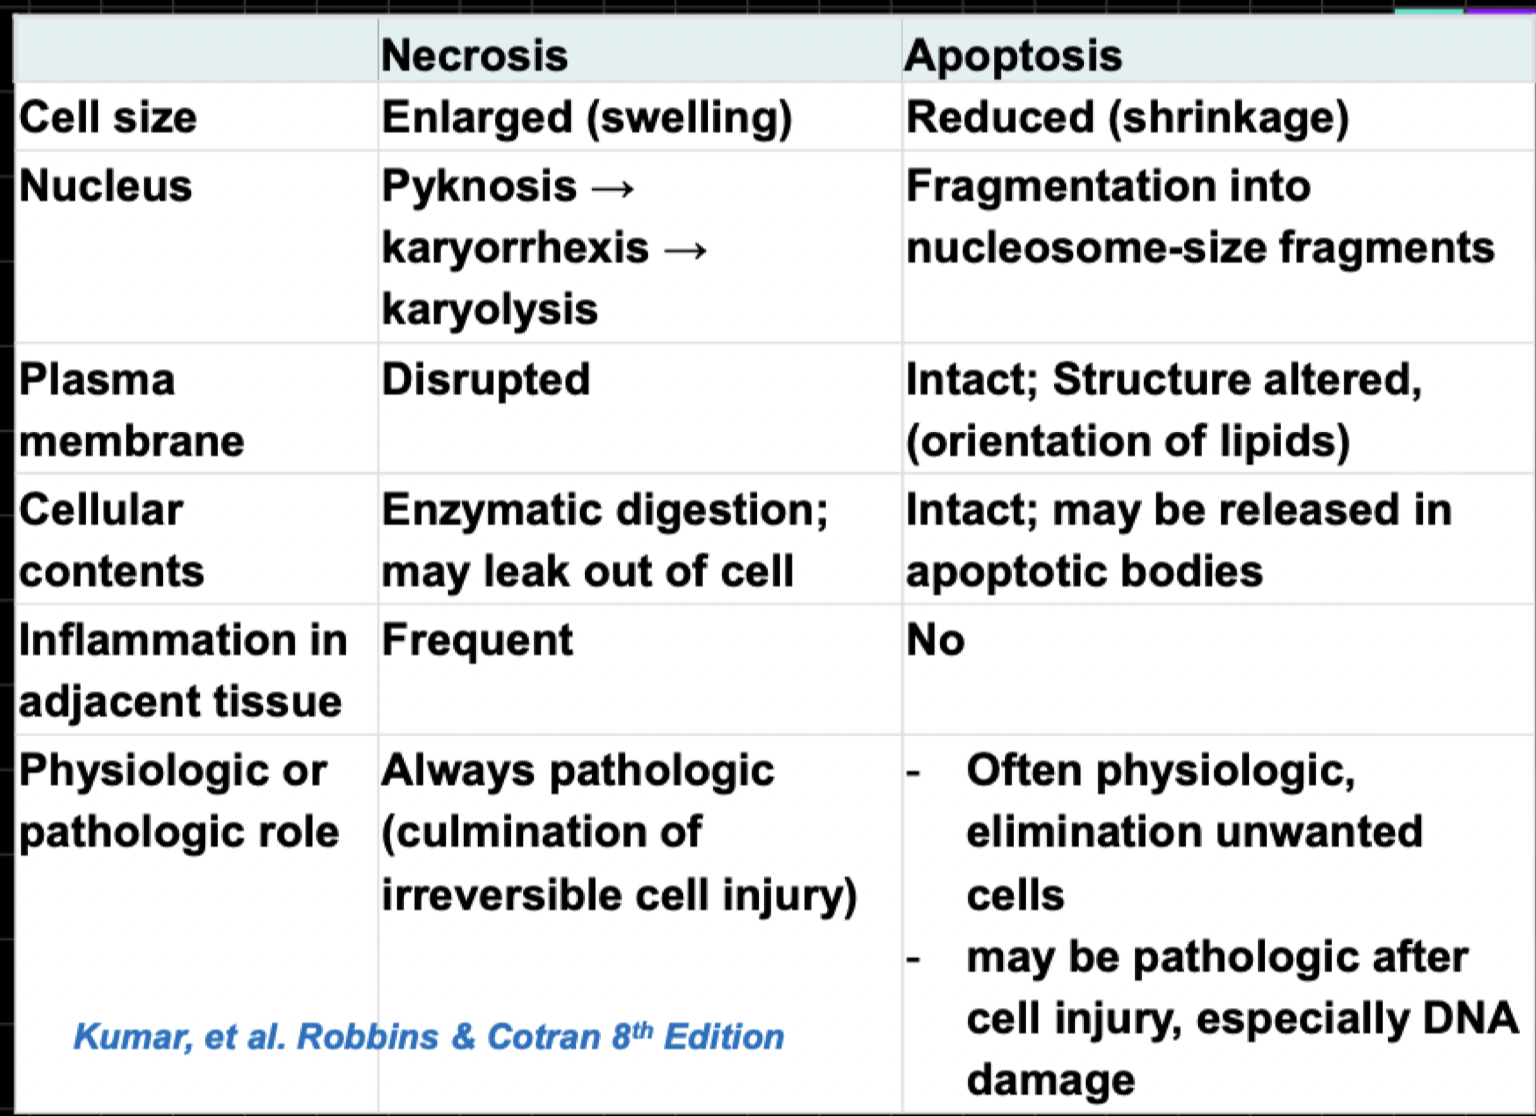 Necrosis
Apoptosis
Cell size
Enlarged (swelling)
Reduced (shrinkage)
Nucleus
Pyknosis →
karyorrhexis →
karyolysis
Fragmentation into
nucleosome-size fragments
Plasma
membrane
Disrupted
Intact; Structure altered,
(orientation of lipids)
Cellular
contents
Enzymatic digestion;
may leak out of cell
Intact; may be released in
apoptotic bodies
Inflammation in
adjacent tissue
Frequent
No
Physiologic or
pathologic role
Always pathologic
(culmination of
irreversible cell injury)
- Often physiologic,
elimination unwanted
cells
- may be pathologic after
cell injury, especially DNA
damage
Kumar, et al. Robbins & Cotran 8th Edition